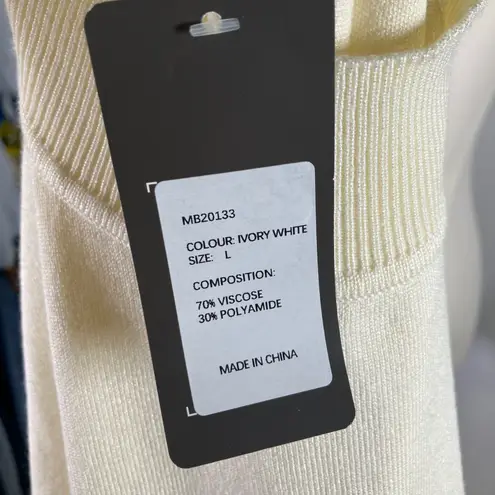 MB20133
COLOUR: IVORY WHITE
SIZE: L
COMPOSITION:
70% VISCOSE
30% POLYAMIDE
MADE IN CHINA